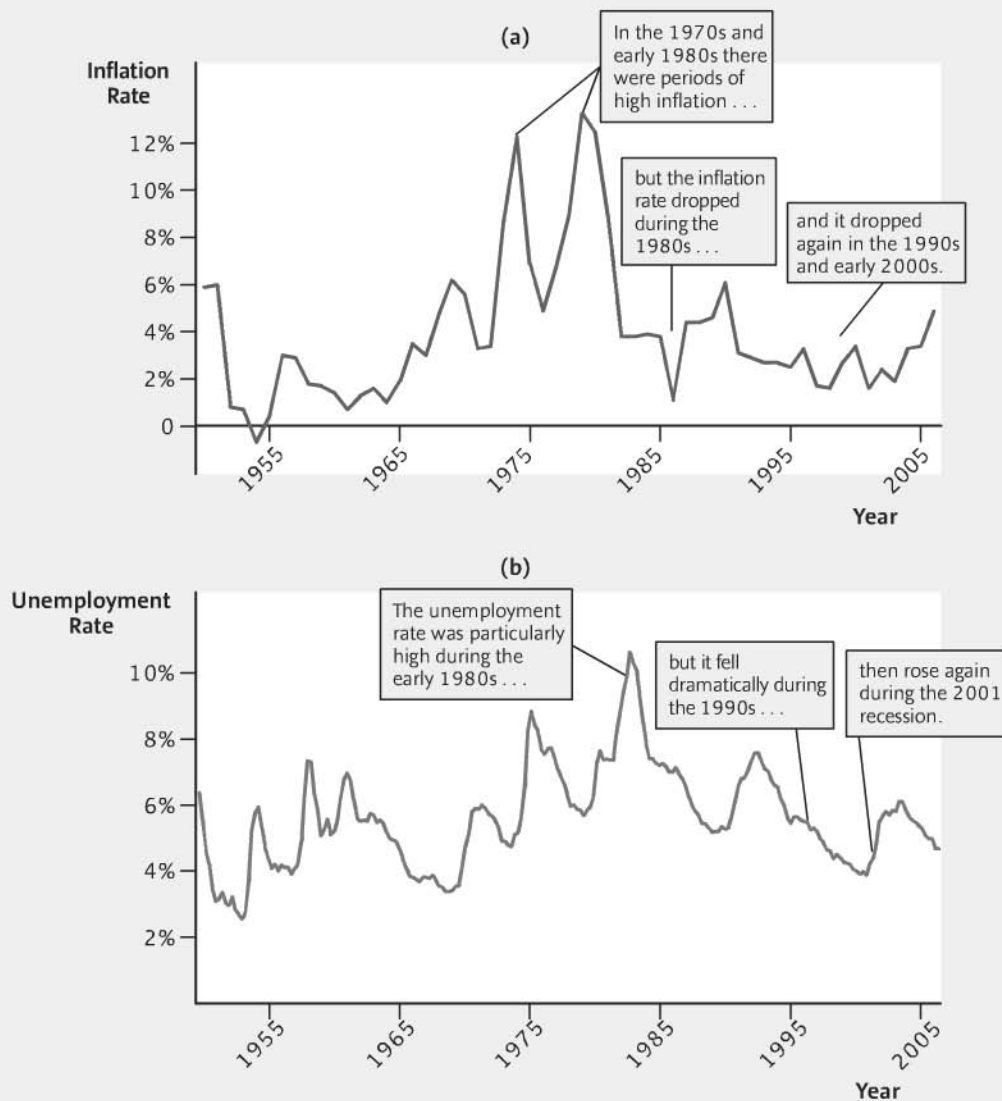 (a)
Inflation
Rate
In the 1970s and
early 1980s there
were periods of
high inflation . . .
12%
10%
8%
6%
4%
2%
0
but the inflation
rate dropped
during the
1980s . . .
and it dropped
again in the 1990s
and early 2000s.
1955
1965
1975
1985
1995
2005
Year
(b)
Unemployment
Rate
The unemployment
rate was particularly
high during the
early 1980s . . .
but it fell
dramatically during
the 1990s . . .
then rose again
during the 2001
recession.
10%
8%
6%
4%
2%
1955
1965
1975
1985
1995
2005
Year